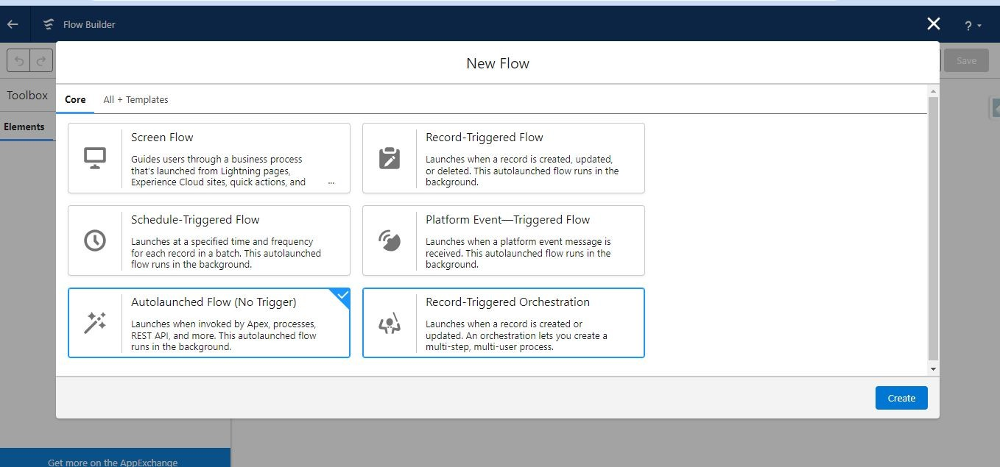 Flow Builder
?
New Flow
Save
Toolbox
Core
All + Templates
Elements
Screen Flow
Guides users through a business process
that's launched from Lightning pages,
Experience Cloud sites, quick actions, and ...
Record-Triggered Flow
Launches when a record is created, updated,
or deleted. This autolaunched flow runs in the
background.
Schedule-Triggered Flow
Launches at a specified time and frequency
for each record in a batch. This autolaunched
flow runs in the background.
Platform Event—Triggered Flow
Launches when a platform event message is
received. This autolaunched flow runs in the
background.
Autolaunched Flow (No Trigger)
Launches when invoked by Apex, processes,
REST API, and more. This autolaunched flow
runs in the background.
Record-Triggered Orchestration
Launches when a record is created or
updated. An orchestration lets you create a
multi-step, multi-user process.
Create
Get more on the AppExchange